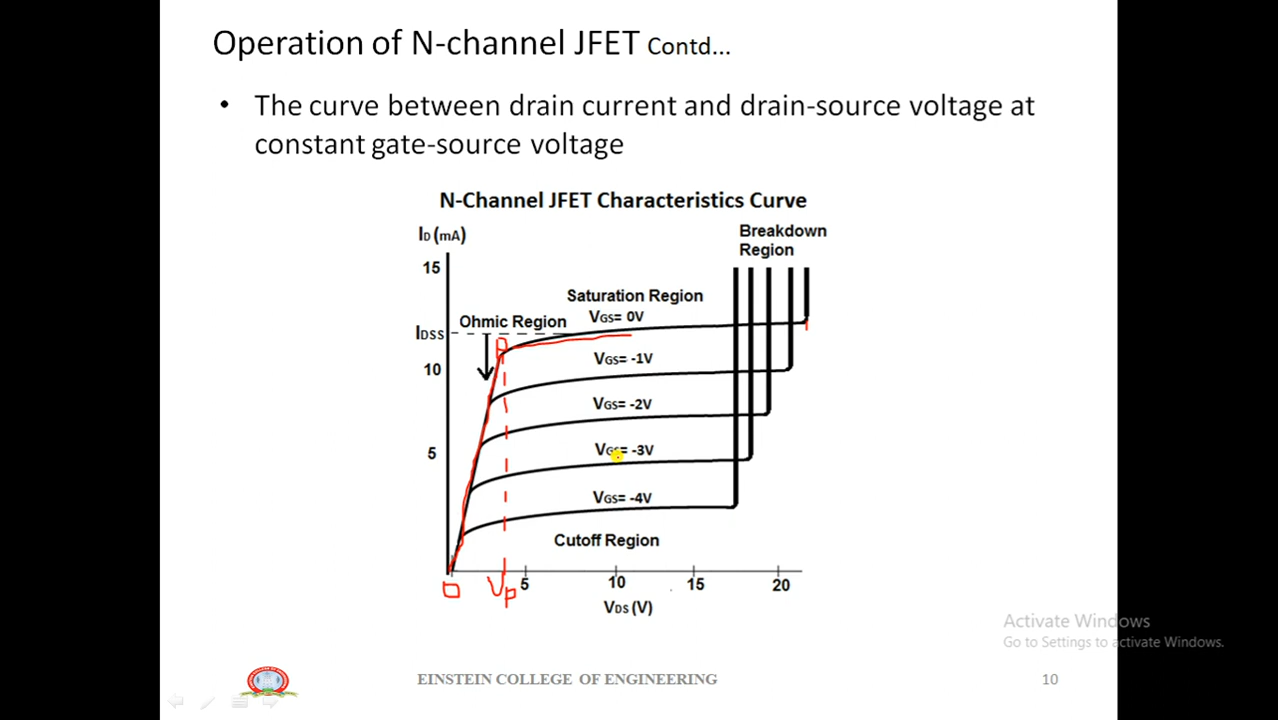 Operation of N-channel JFET Contd...
• The curve between drain current and drain-source voltage at
constant gate-source voltage
N-Channel JFET Characteristics Curve
ID (mA)
Breakdown
Region
15
Saturation Region
VGS= 0V
Ohmic Region
IDSS
P
VGS= -1V
10
VGS= -2V
VGS= -3V
5
VGS= -4V
Cutoff Region
O
Vp
5
10
15
20
VDS (V)
Activate Windows
Go to Settings to activate Windows.
EINSTEIN COLLEGE OF ENGINEERING
10